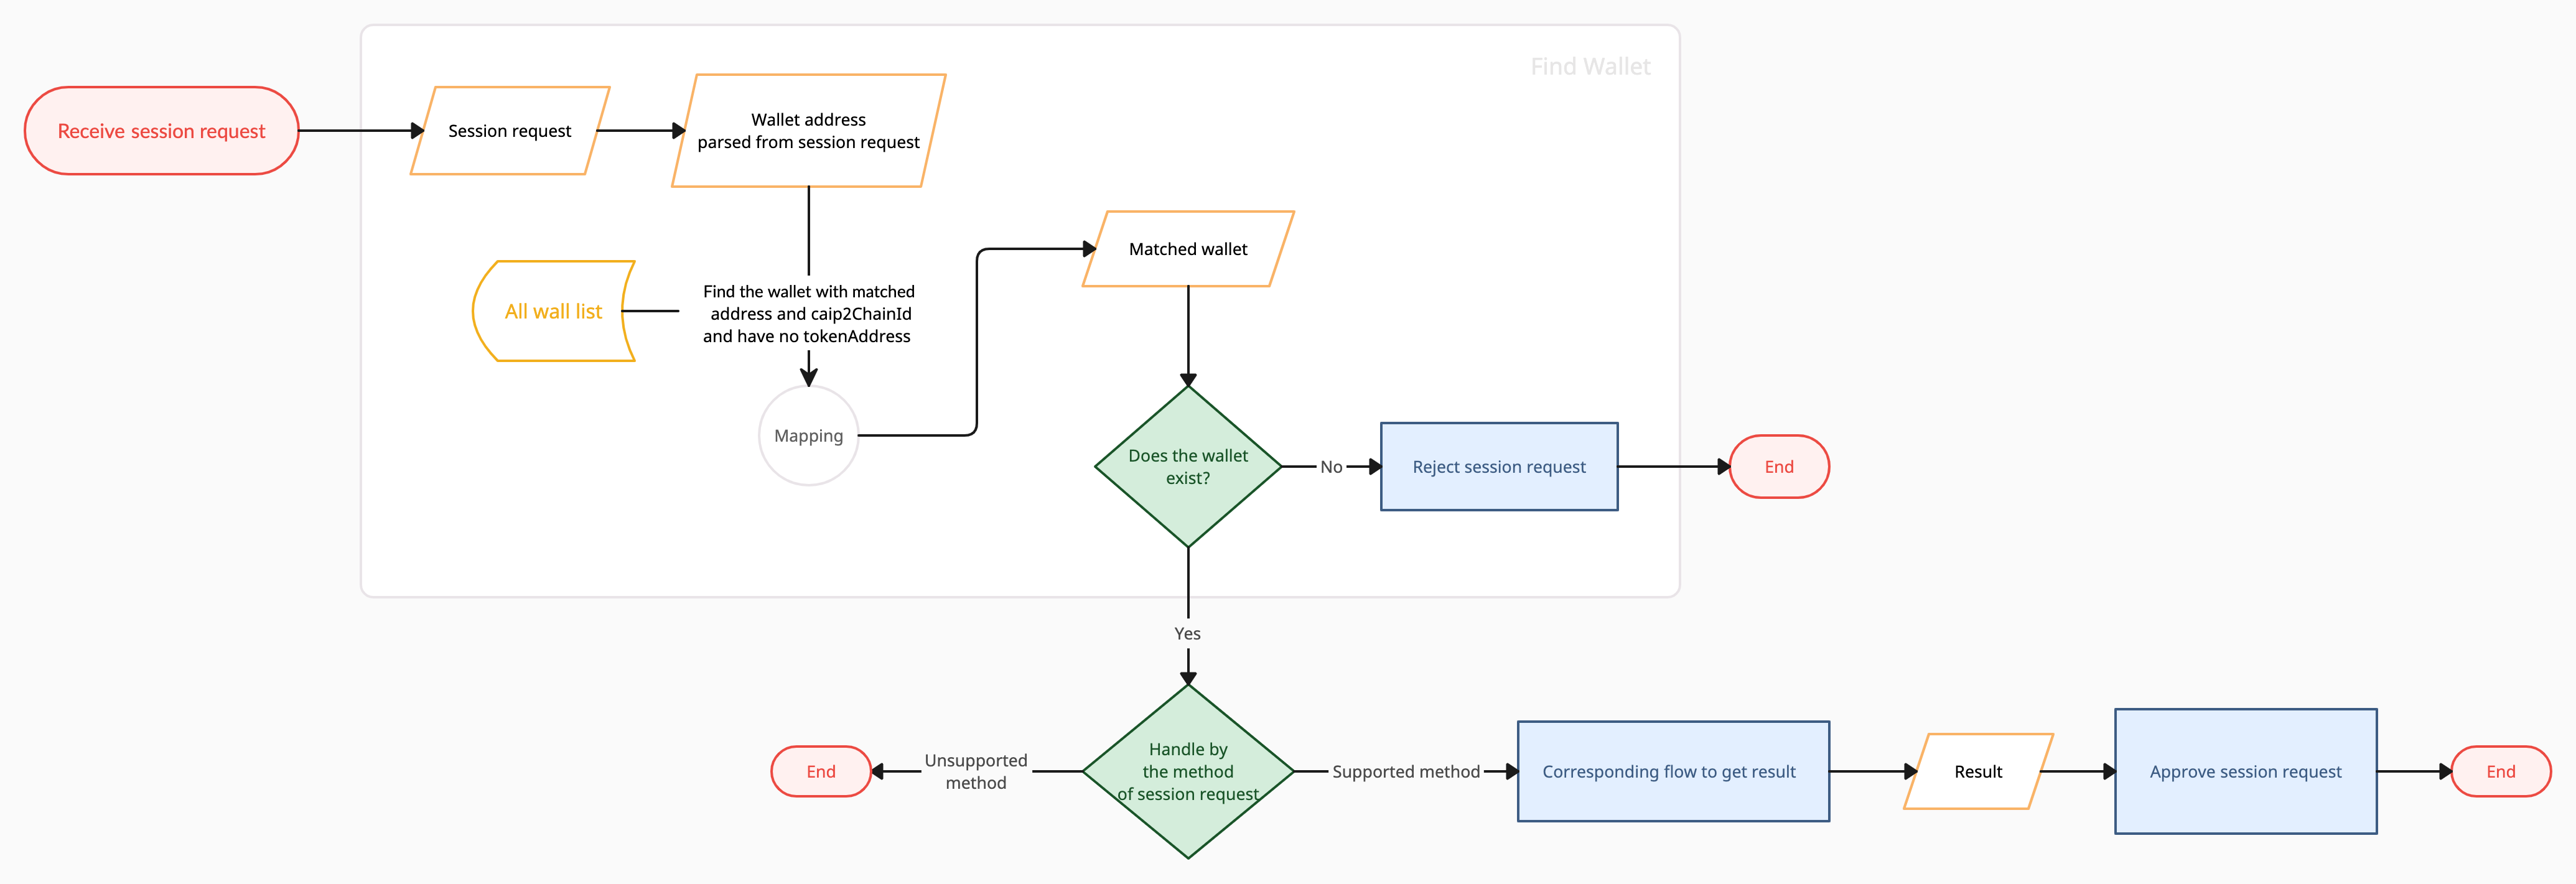 Find Wallet
Receive session request
Session request
Wallet address
parsed from session request
Matched wallet
All wall list
Find the wallet with matched
address and caip2ChainId
and have no tokenAddress
Mapping
Does the wallet
exist?
No
Reject session request
End
Yes
End
Unsupported
method
Handle by
the method
of session request
Supported method
Corresponding flow to get result
Result
Approve session request
End